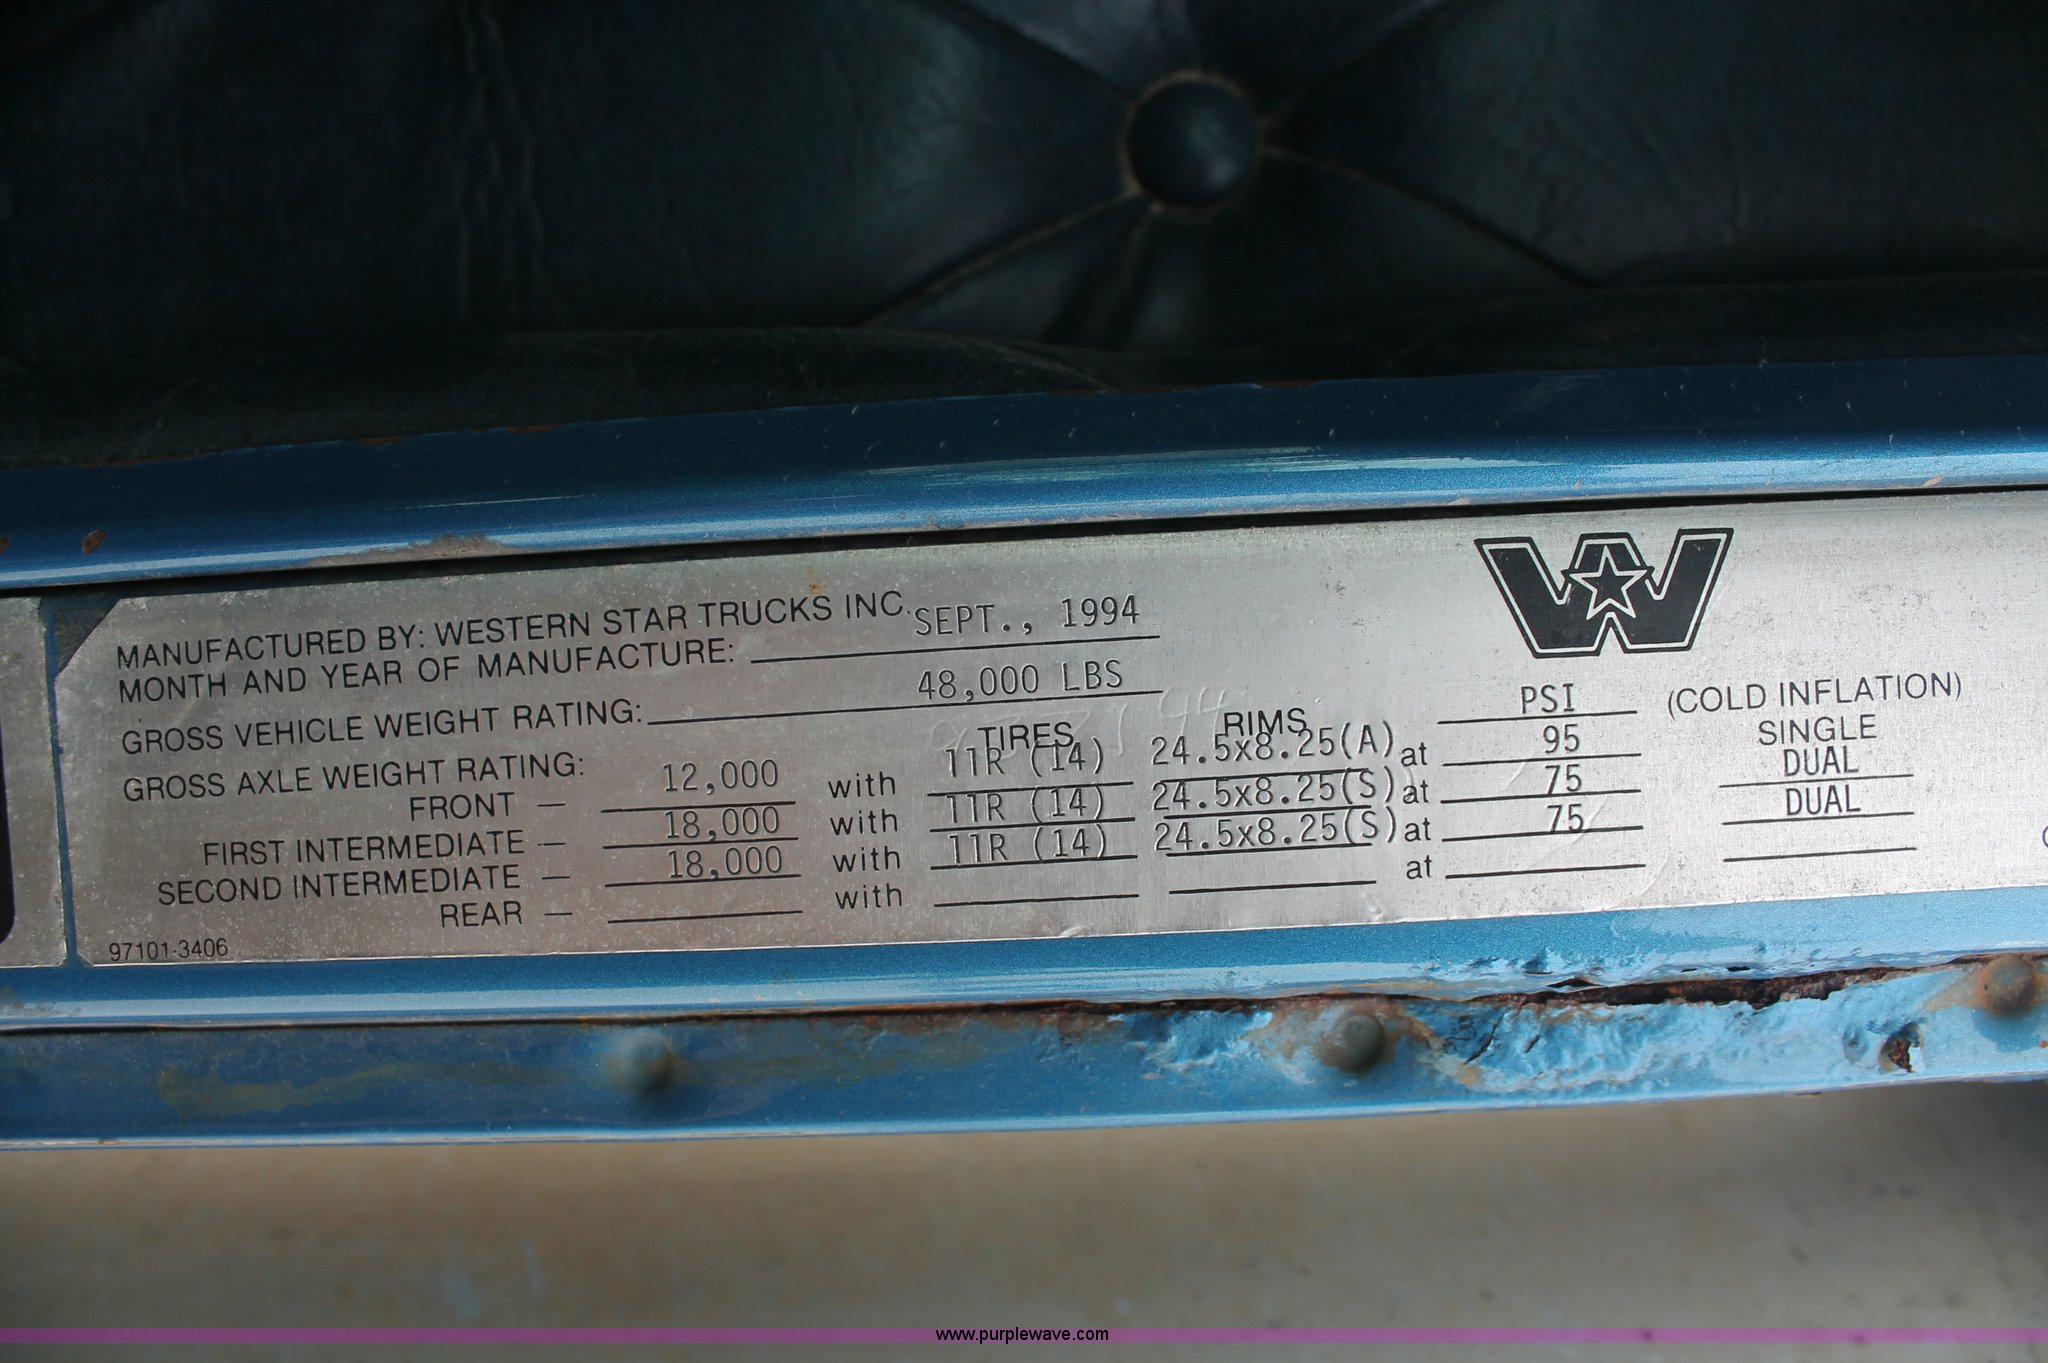 MANUFACTURED BY: WESTERN STAR TRUCKS INC.
MONTH AND YEAR OF MANUFACTURE: SEPT., 1994
GROSS VEHICLE WEIGHT RATING: 48,000 LBS
GROSS AXLE WEIGHT RATING: TIRES RIMS PSI (COLD INFLATION)
FRONT — 12,000 with 11R (14) 24.5x8.25(A) at 95 SINGLE
FIRST INTERMEDIATE — 18,000 with 11R (14) 24.5x8.25(S) at 75 DUAL
SECOND INTERMEDIATE — 18,000 with 11R (14) 24.5x8.25(S) at 75 DUAL
REAR — with at
97101-3406
www.purplewave.com